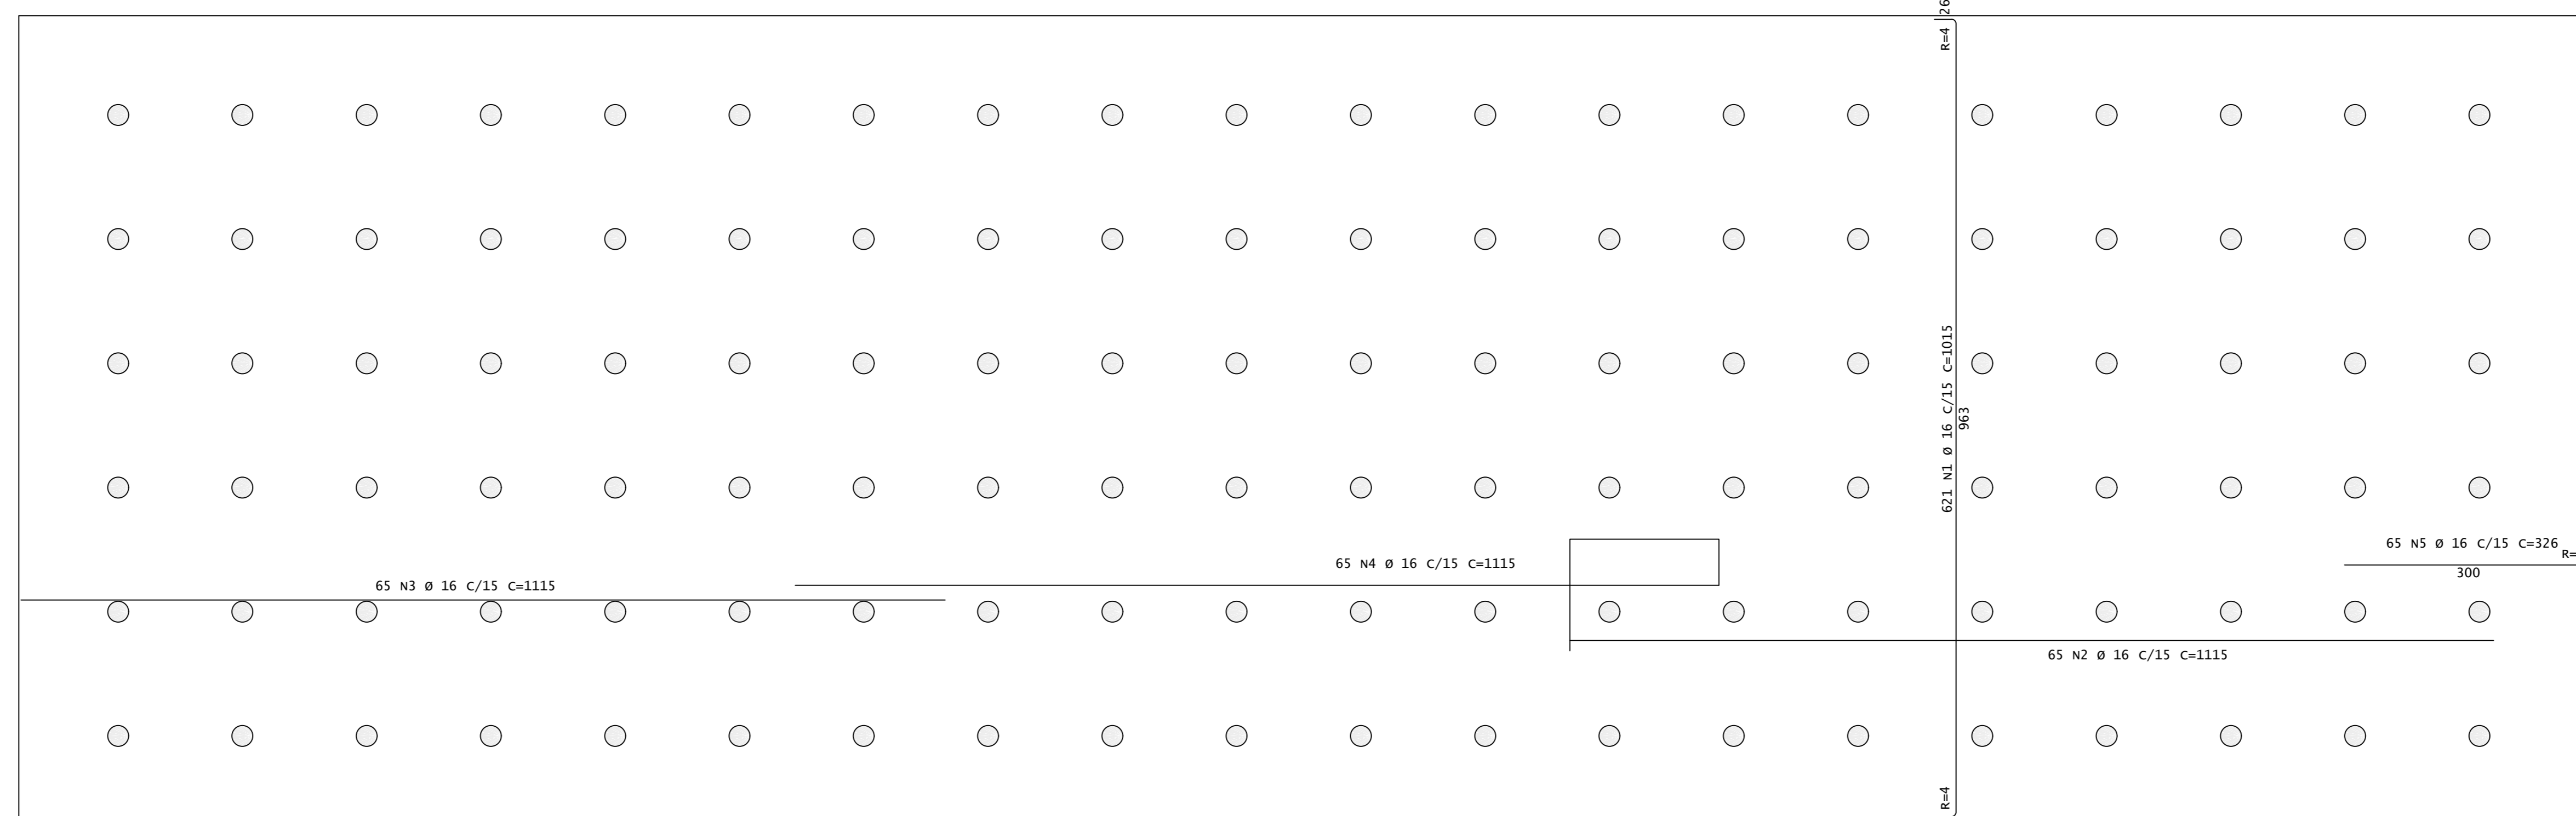 26
R=4
621 N1 Ø 16 C/15 C=1015
963
65 N5 Ø 16 C/15 C=326
R=
300
65 N4 Ø 16 C/15 C=1115
65 N3 Ø 16 C/15 C=1115
65 N2 Ø 16 C/15 C=1115
R=4